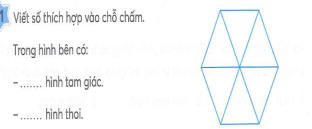 1 Viết số thích hợp vào chỗ chấm.
Trong hình bên có:
– ....... hình tam giác.
– ....... hình thoi.